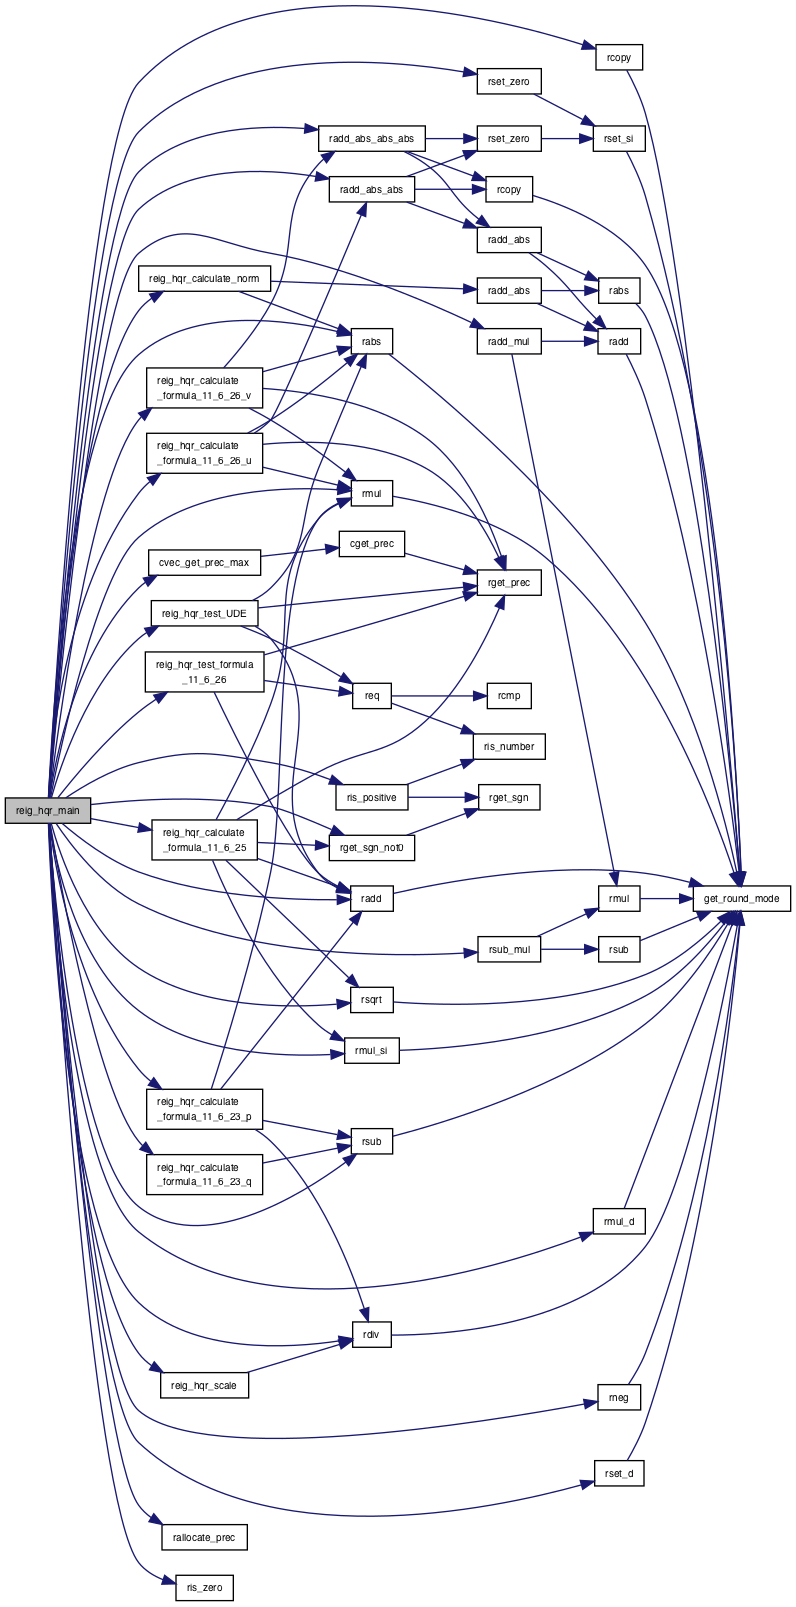 rcopy
rset_zero
radd_abs_abs_abs
rset_zero
rset_si
radd_abs_abs
rcopy
radd_abs
reig_hqr_calculate_norm
radd_abs
rabs
rabs
radd_mul
radd
reig_hqr_calculate
_formula_11_6_26_v
reig_hqr_calculate
_formula_11_6_26_u
rmul
cget_prec
cvec_get_prec_max
rget_prec
reig_hqr_test_UDE
reig_hqr_test_formula
_11_6_26
req
rcmp
ris_number
ris_positive
rget_sgn
reig_hqr_main
reig_hqr_calculate
_formula_11_6_25
rget_sgn_not0
radd
rmul
get_round_mode
rsub_mul
rsub
rsqrt
rmul_si
reig_hqr_calculate
_formula_11_6_23_p
rsub
reig_hqr_calculate
_formula_11_6_23_q
rmul_d
rdiv
reig_hqr_scale
rneg
rset_d
rallocate_prec
ris_zero